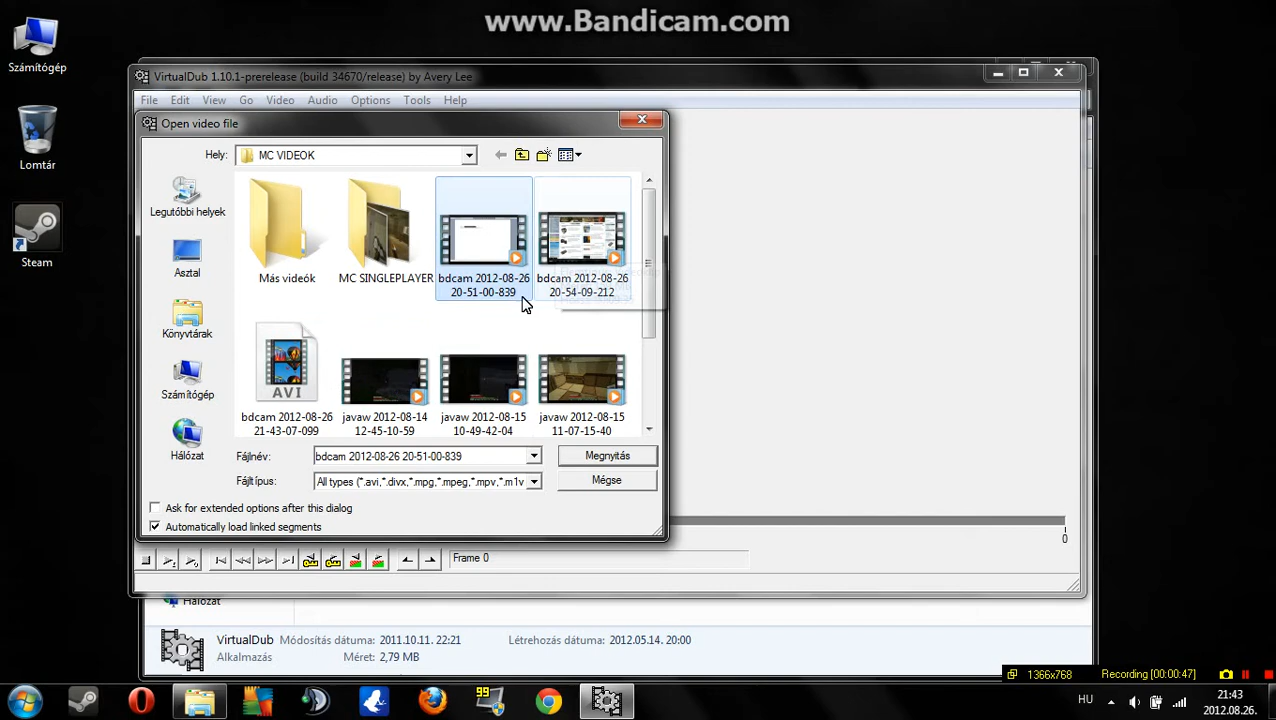 www.Bandicam.com
Számítógép
Lomtár
Steam
VirtualDub 1.10.1-prerelease (build 34670/release) by Avery Lee
File Edit View Go Video Audio Options Tools Help
Open video file
Hely: MC VIDEOK
Legutóbbi helyek
Asztal
Könyvtárak
Számítógép
Hálózat
Más videók
MC SINGLEPLAYER
bdcam 2012-08-26
20-51-00-839
bdcam 2012-08-26
20-54-09-212
AVI
bdcam 2012-08-26
21-43-07-099
javaw 2012-08-14
12-45-10-59
javaw 2012-08-15
10-49-42-04
javaw 2012-08-15
11-07-15-40
Fájlnév: bdcam 2012-08-26 20-51-00-839 Megnyitás
Fájltípus: All types (*.avi,*.divx,*.mpg,*.mpeg,*.mpv,*.m1v Mégse
Ask for extended options after this dialog
Automatically load linked segments
0
Frame 0
Hálózat
VirtualDub Módosítás dátuma: 2011.10.11. 22:21 Létrehozás dátuma: 2012.05.14. 20:00
Alkalmazás Méret: 2,79 MB
1366x768 Recording [00:00:47]
99
HU
21:43
2012.08.26.